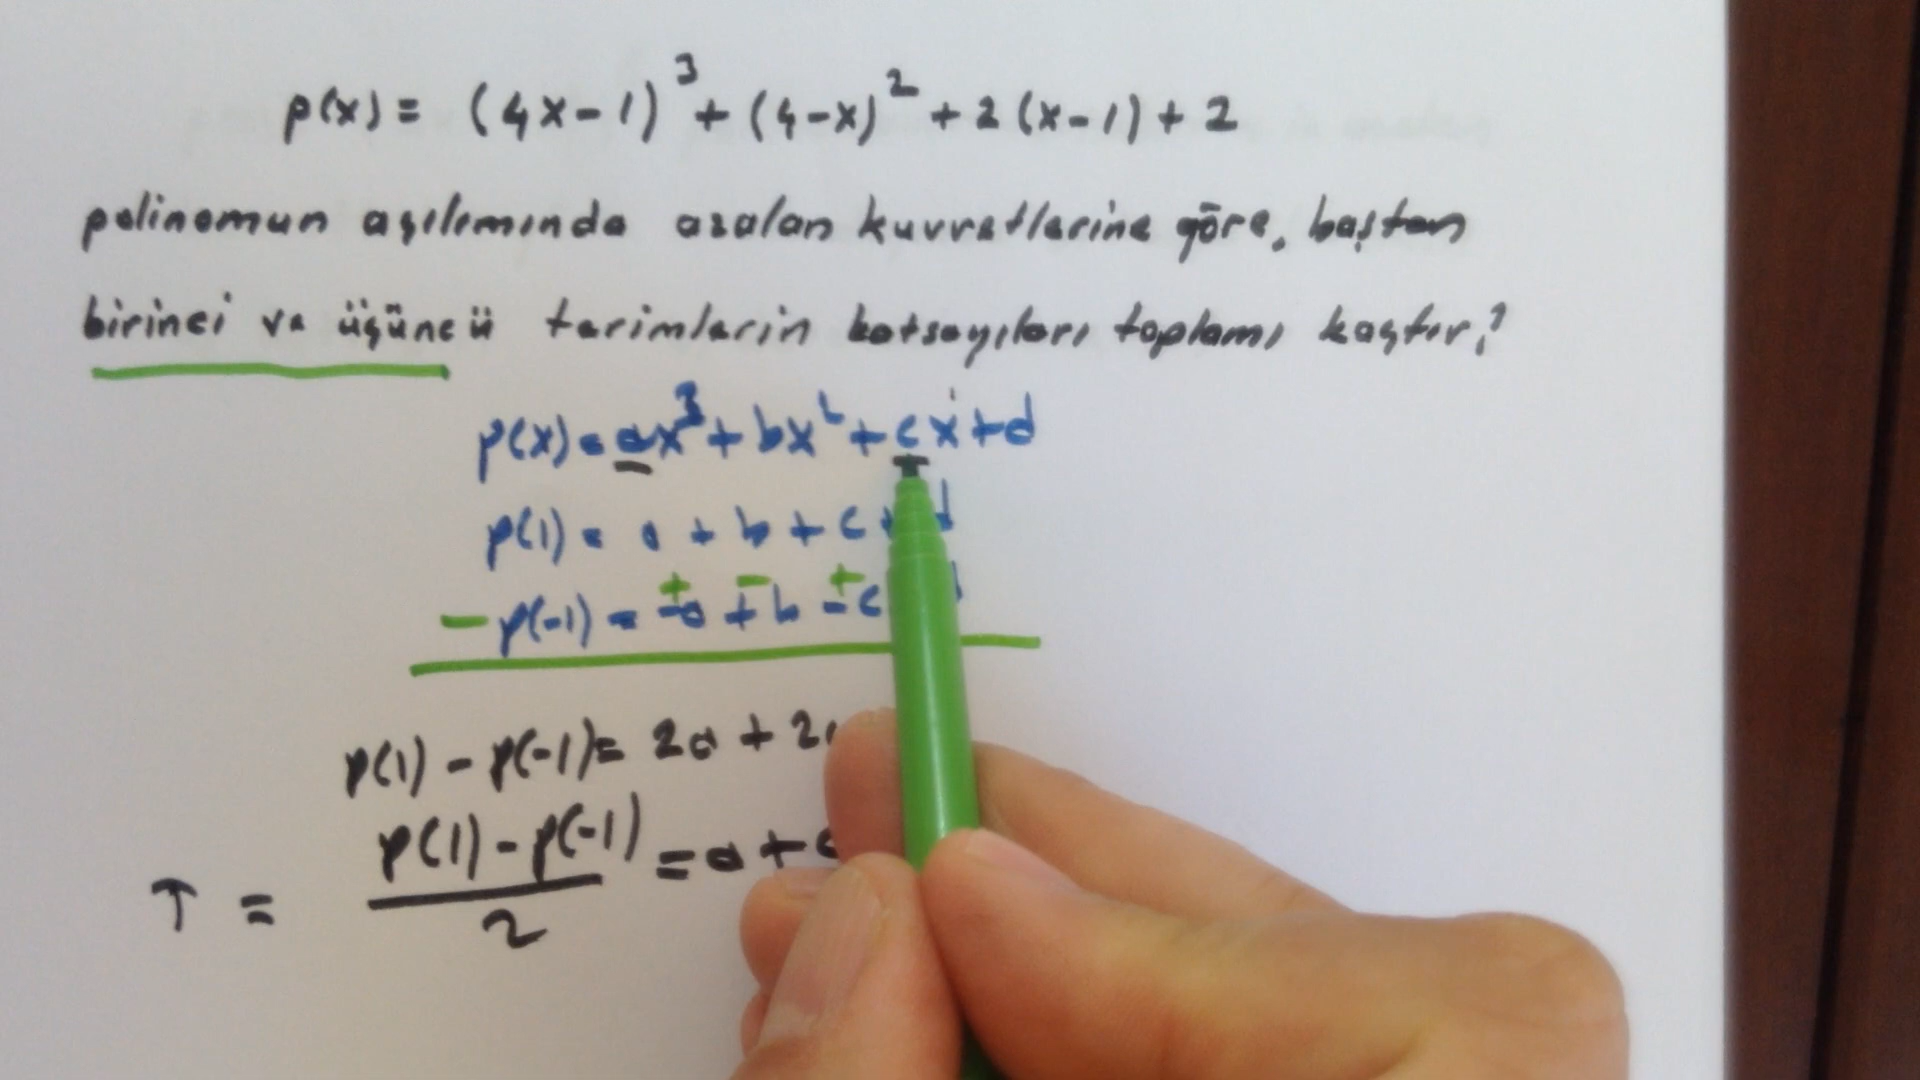 p(x) = (4x-1)³ + (4-x)² + 2(x-1) + 2
polinomun açılımında azalan kuvvetlerine göre, baştan
birinci ve üçüncü terimlerin katsayıları toplamı kaçtır?
p(x) = ax³ + bx² + cx¹ + d
p(1) = a + b + c + d
- p(-1) = -a + b - c
+ - +
p(1) - p(-1) = 2a + 2
p(1) - p(-1) = a + c
T =
2